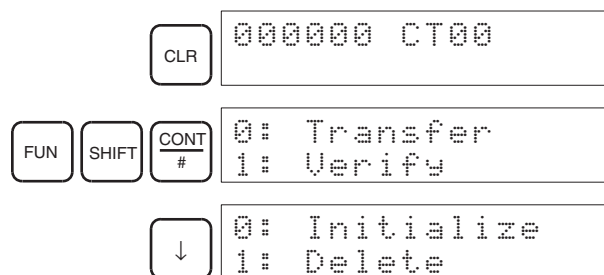 CLR
000000 CT00
FUN SHIFT CONT
#
0: Transfer
1: Verify
↓
0: Initialize
1: Delete